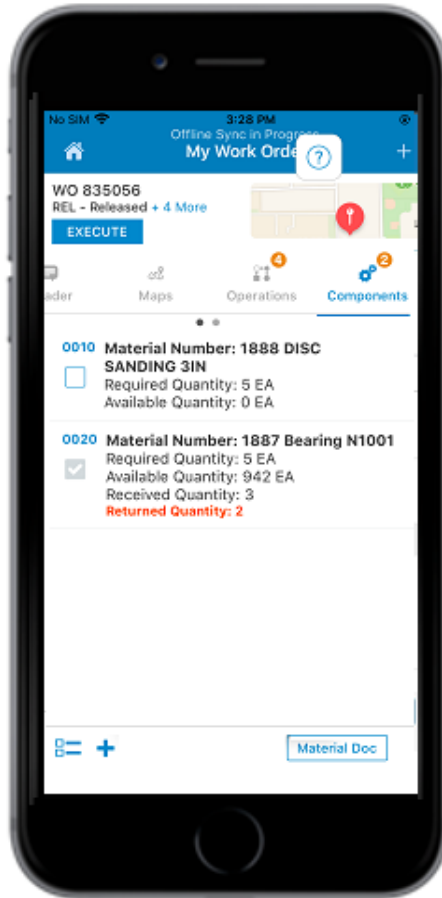 No SIM 3:28 PM
Offline Sync in Progress
My Work Orde ?
+
WO 835056
REL - Released + 4 More
EXECUTE
ader Maps 4 Operations 2 Components
0010 Material Number: 1888 DISC
SANDING 3IN
Required Quantity: 5 EA
Available Quantity: 0 EA
0020 Material Number: 1887 Bearing N1001
Required Quantity: 5 EA
Available Quantity: 942 EA
Received Quantity: 3
Returned Quantity: 2
+ Material Doc